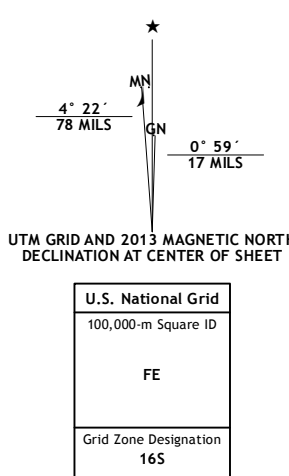 ★
MN
4° 22´
78 MILS
GN
0° 59´
17 MILS
UTM GRID AND 2013 MAGNETIC NORTH
DECLINATION AT CENTER OF SHEET
U.S. National Grid
100,000-m Square ID
FE
Grid Zone Designation
16S